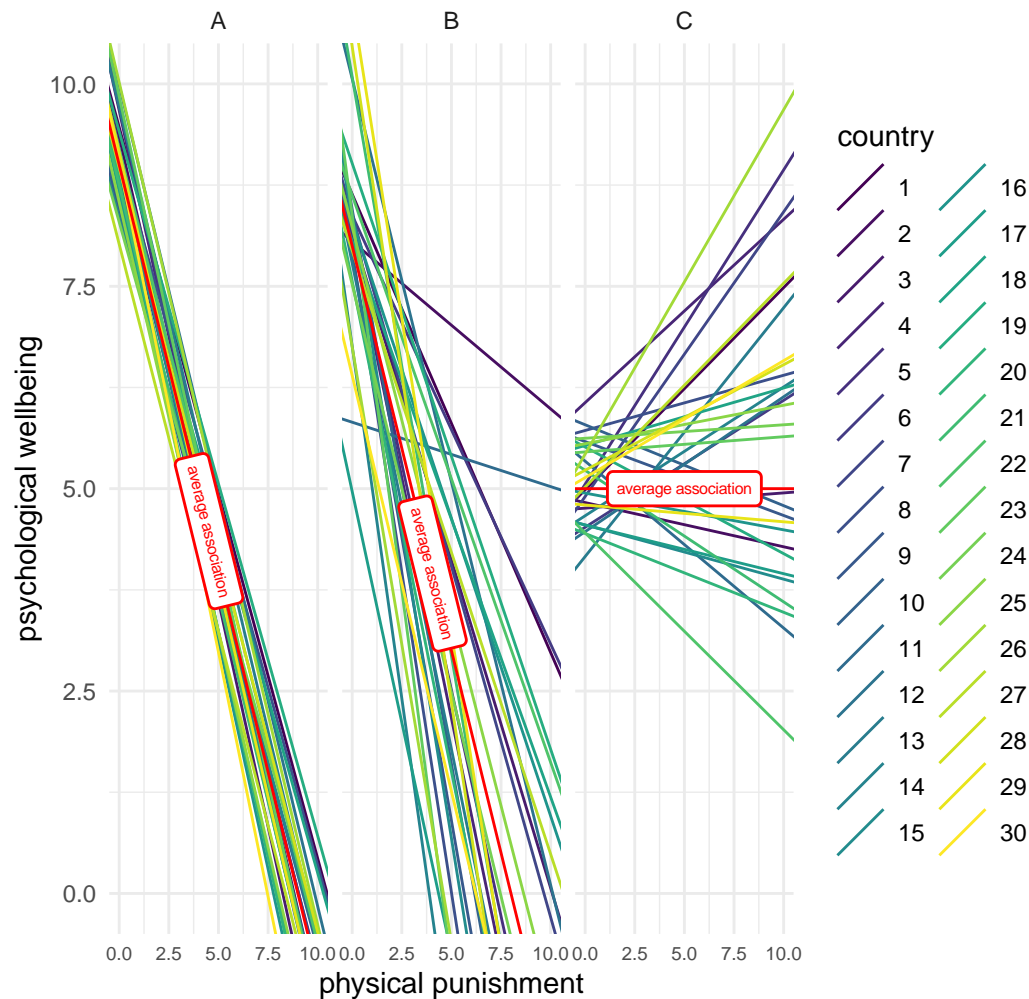 A
B
C
10.0
7.5
5.0
2.5
0.0
psychological wellbeing
average association
average association
average association
0.0 2.5 5.0 7.5 10.0
0.0 2.5 5.0 7.5 10.0
0.0 2.5 5.0 7.5 10.0
physical punishment
country
1
2
3
4
5
6
7
8
9
10
11
12
13
14
15
16
17
18
19
20
21
22
23
24
25
26
27
28
29
30